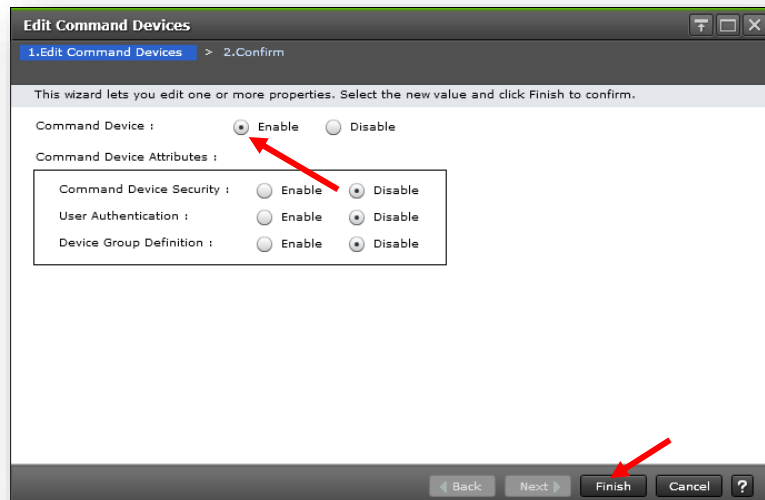 Edit Command Devices
1.Edit Command Devices > 2.Confirm
This wizard lets you edit one or more properties. Select the new value and click Finish to confirm.
Command Device : Enable Disable
Command Device Attributes :
Command Device Security : Enable Disable
User Authentication : Enable Disable
Device Group Definition : Enable Disable
Back Next Finish Cancel ?